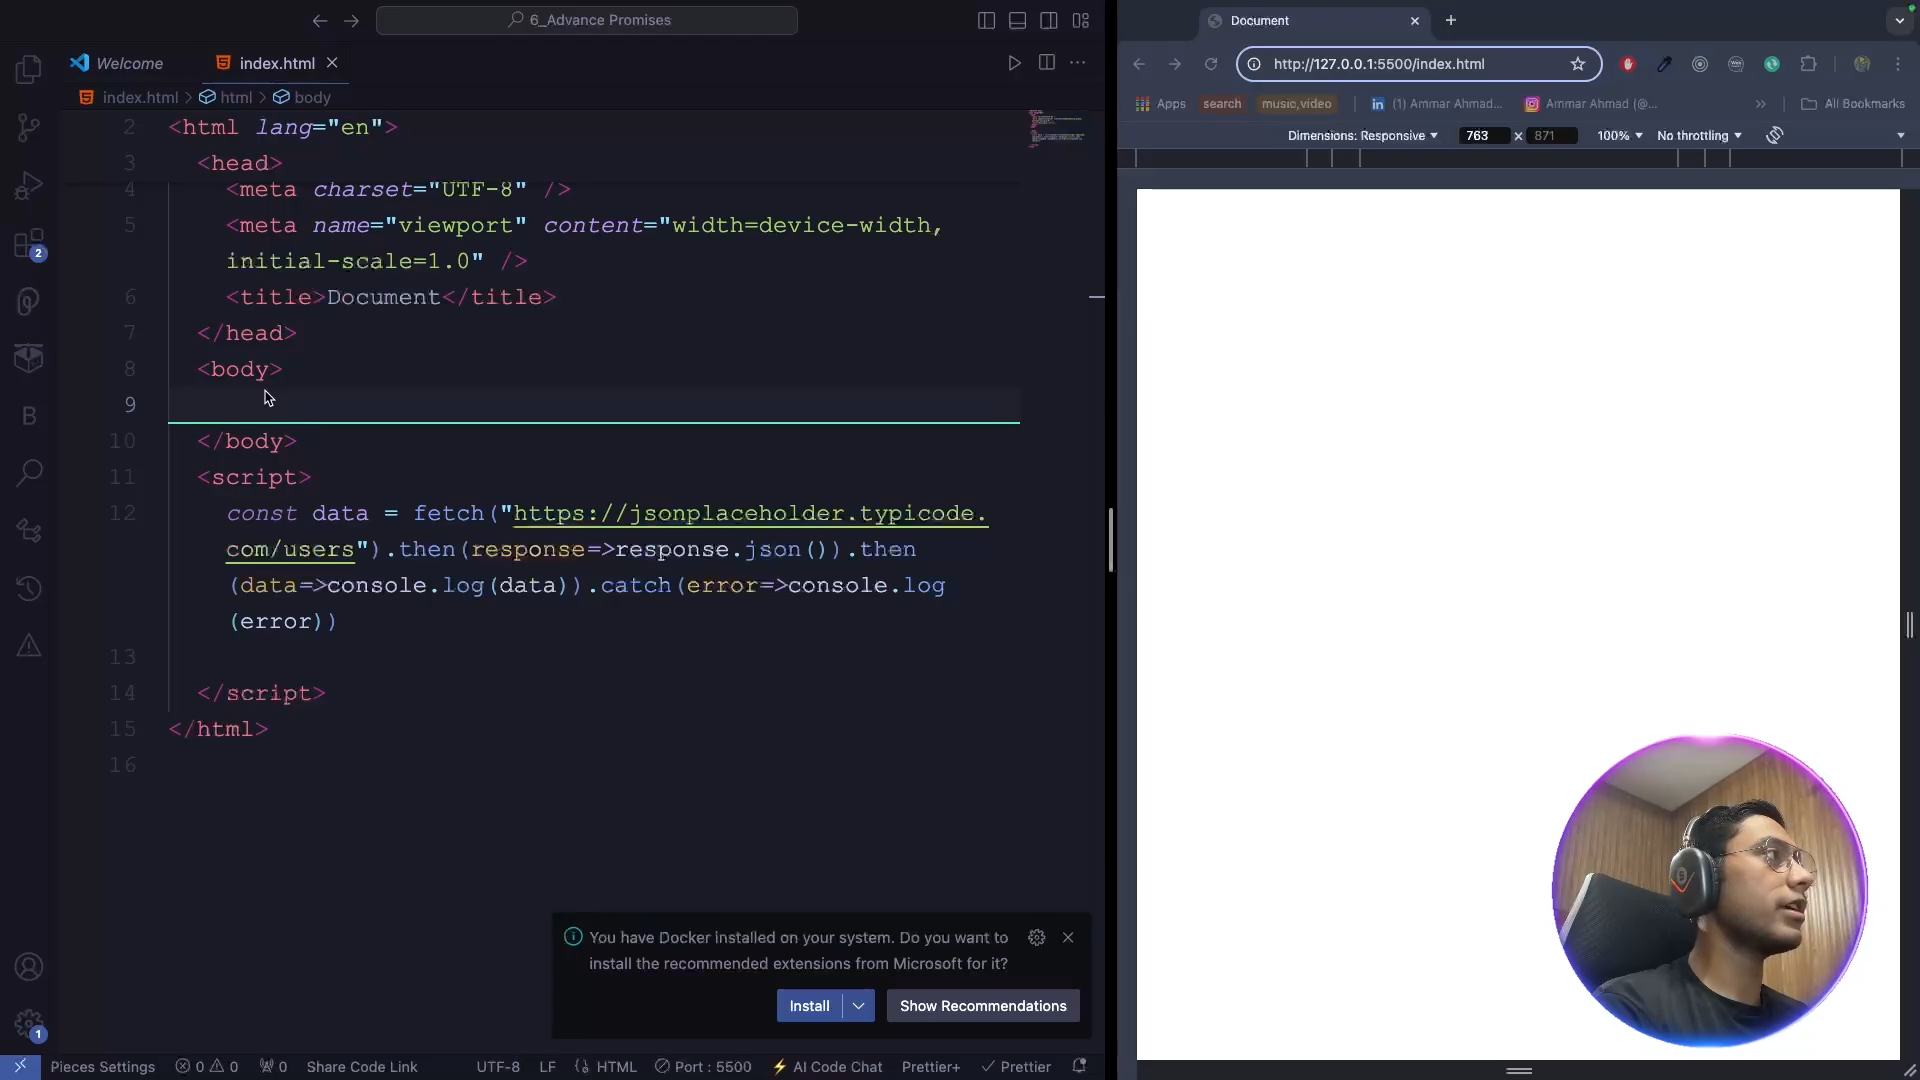 6_Advance Promises
Welcome
index.html
index.html > html > body
2 <html lang="en">
3 <head>
4 <meta charset="UTF-8" />
5 <meta name="viewport" content="width=device-width,
initial-scale=1.0" />
6 <title>Document</title>
7 </head>
8 <body>
9
10 </body>
11 <script>
12 const data = fetch("https://jsonplaceholder.typicode.
com/users").then(response=>response.json()).then
(data=>console.log(data)).catch(error=>console.log
(error))
13
14 </script>
15 </html>
16
B
2
1
You have Docker installed on your system. Do you want to
install the recommended extensions from Microsoft for it?
Install
Show Recommendations
Pieces Settings 0 0 0 Share Code Link UTF-8 LF HTML Port : 5500 AI Code Chat Prettier+ Prettier
Document
http://127.0.0.1:5500/index.html
Apps search music,video (1) Ammar Ahmad... Ammar Ahmad (@... » All Bookmarks
Dimensions: Responsive 763 × 871 100% No throttling